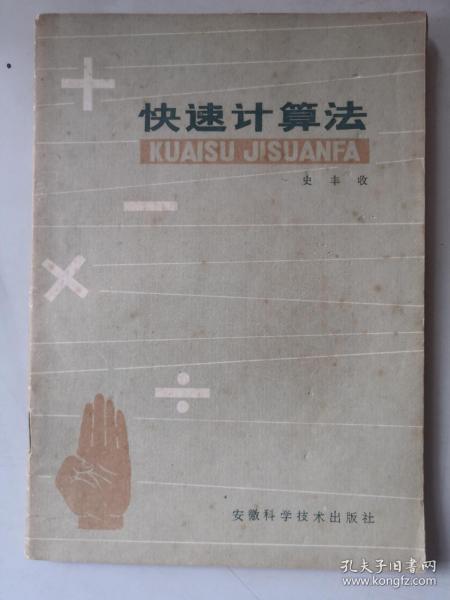 快速计算法
KUAISU JISUANFA
史丰收
安徽科学技术出版社
孔夫子旧书网
www.kongfz.com